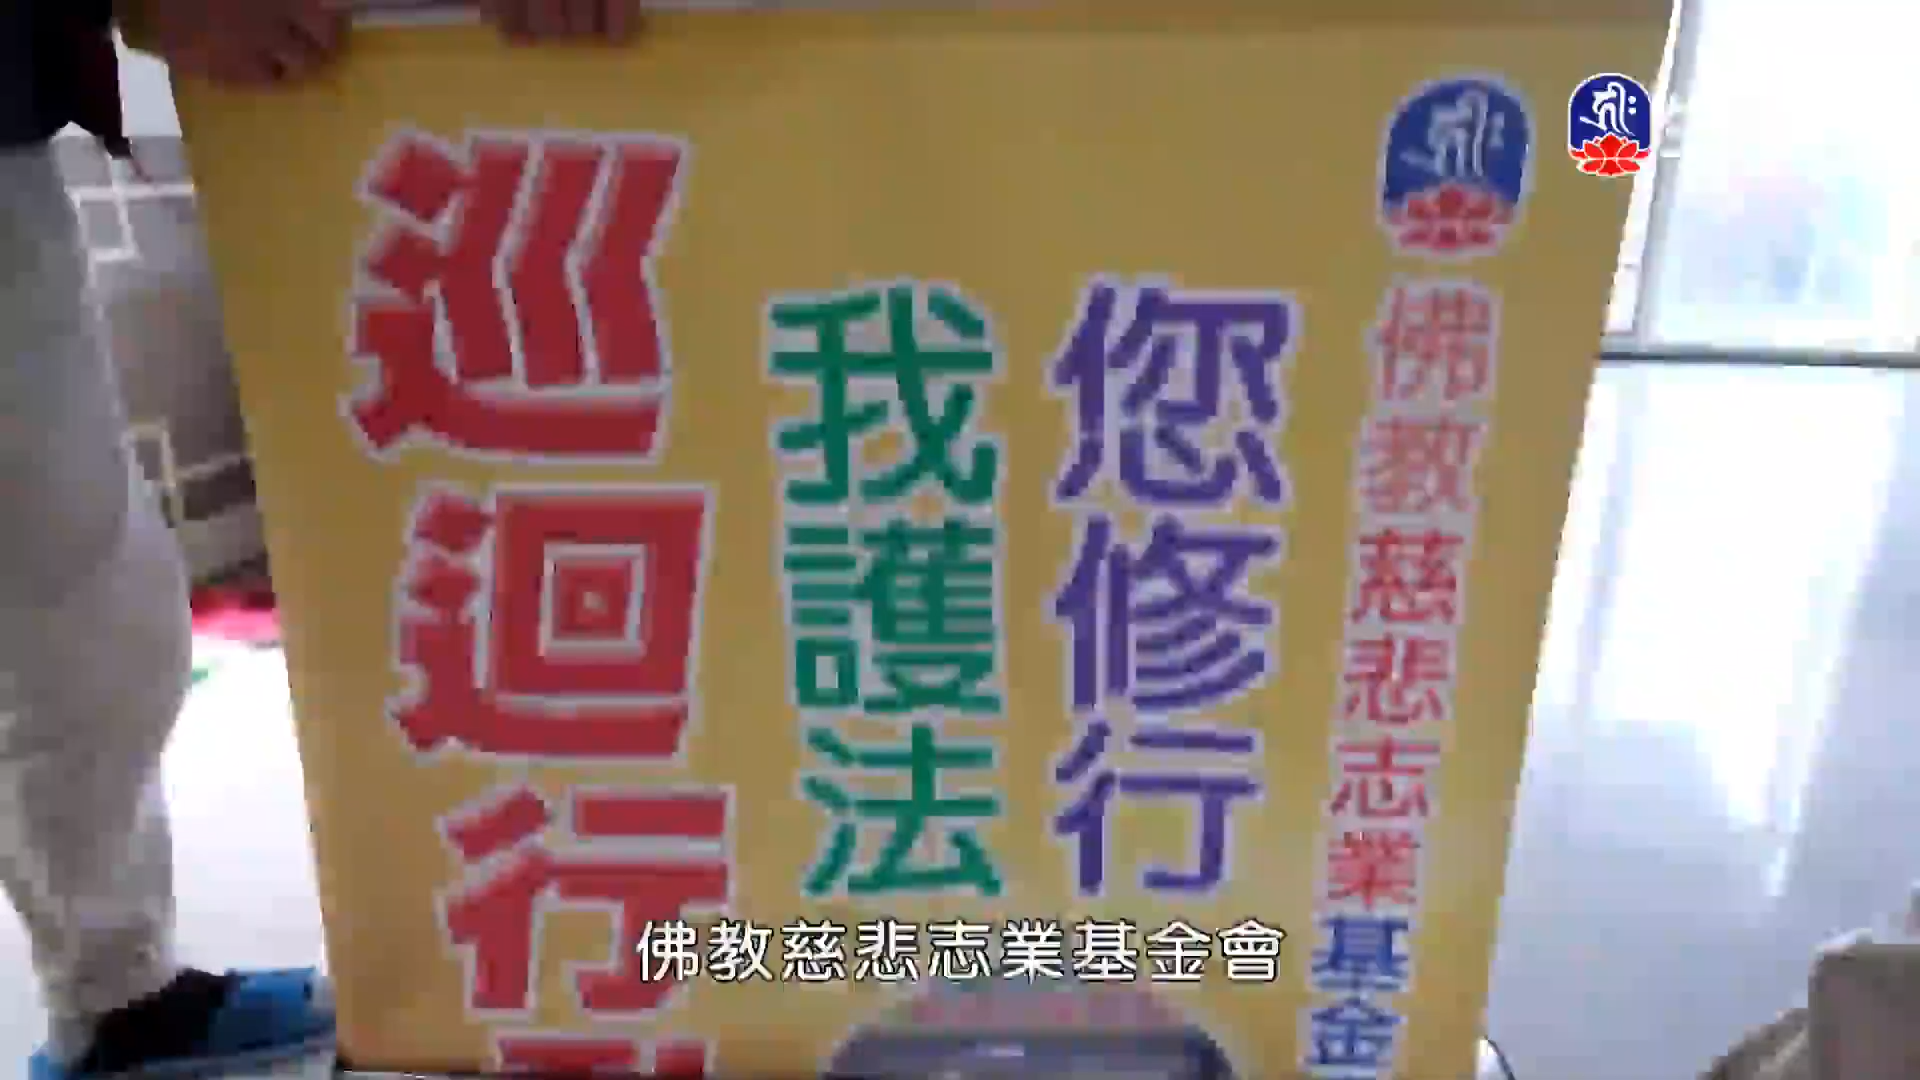 佛教慈悲志業基金
您修行
我護法
巡迴行
佛教慈悲志業基金會